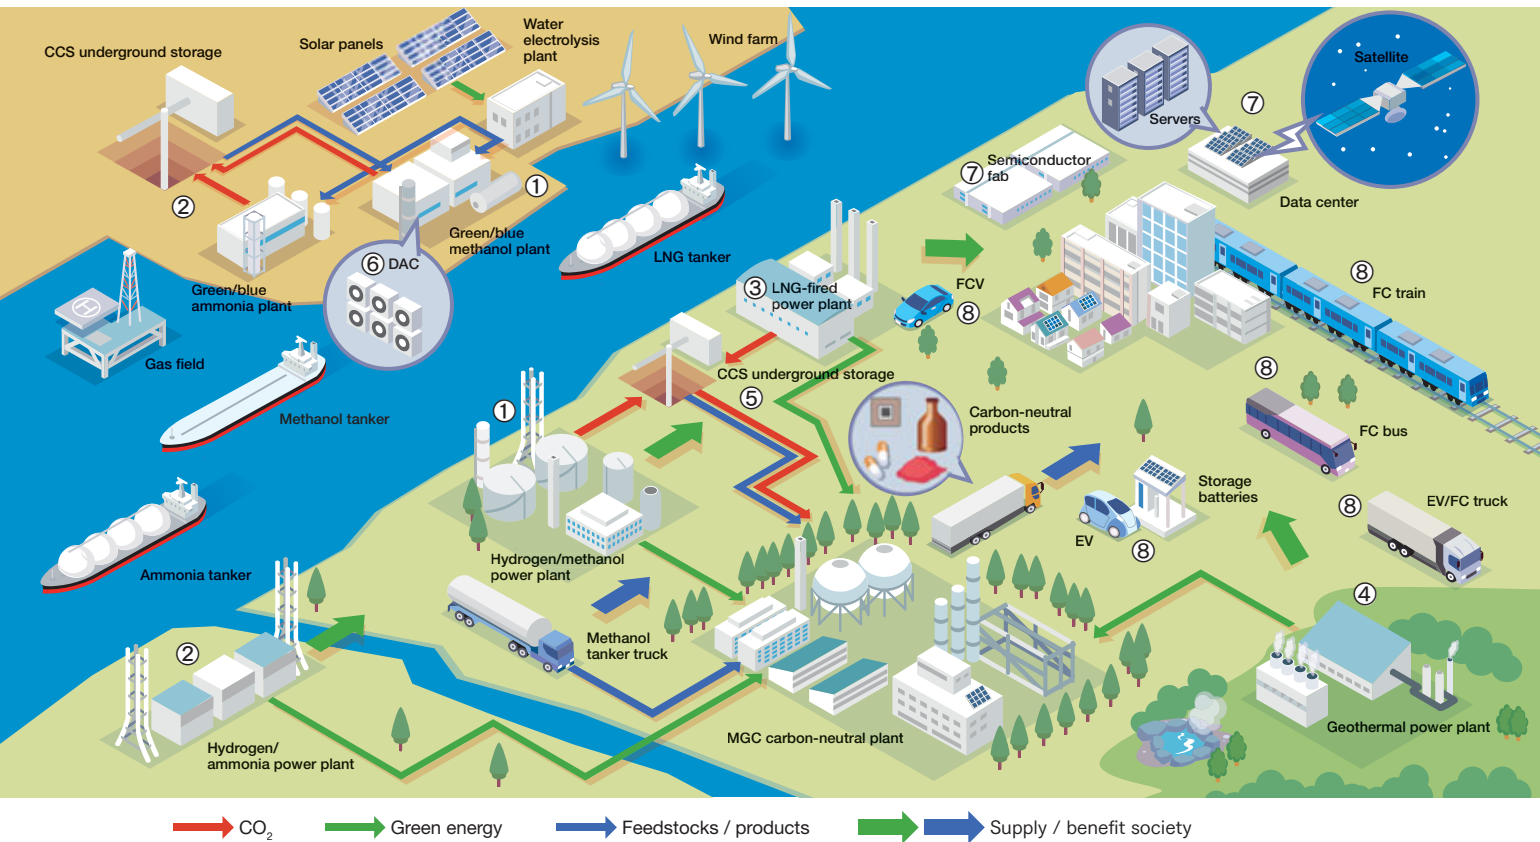 CCS underground storage
Solar panels
Water
electrolysis
plant
Wind farm
Satellite
Servers
⑦
Semiconductor
⑦ fab
Data center
①
②
Green/blue
methanol plant
LNG tanker
⑥ DAC
Green/blue
ammonia plant
H
Gas field
③ LNG-fired
power plant
FCV
⑧
⑧
FC train
Methanol tanker
CCS underground storage
⑤
①
Carbon-neutral
products
⑧
FC bus
Storage
batteries
EV
⑧
⑧
EV/FC truck
Ammonia tanker
Hydrogen/methanol
power plant
④
②
Methanol
tanker truck
Geothermal power plant
MGC carbon-neutral plant
Hydrogen/
ammonia power plant
CO2
Green energy
Feedstocks / products
Supply / benefit society